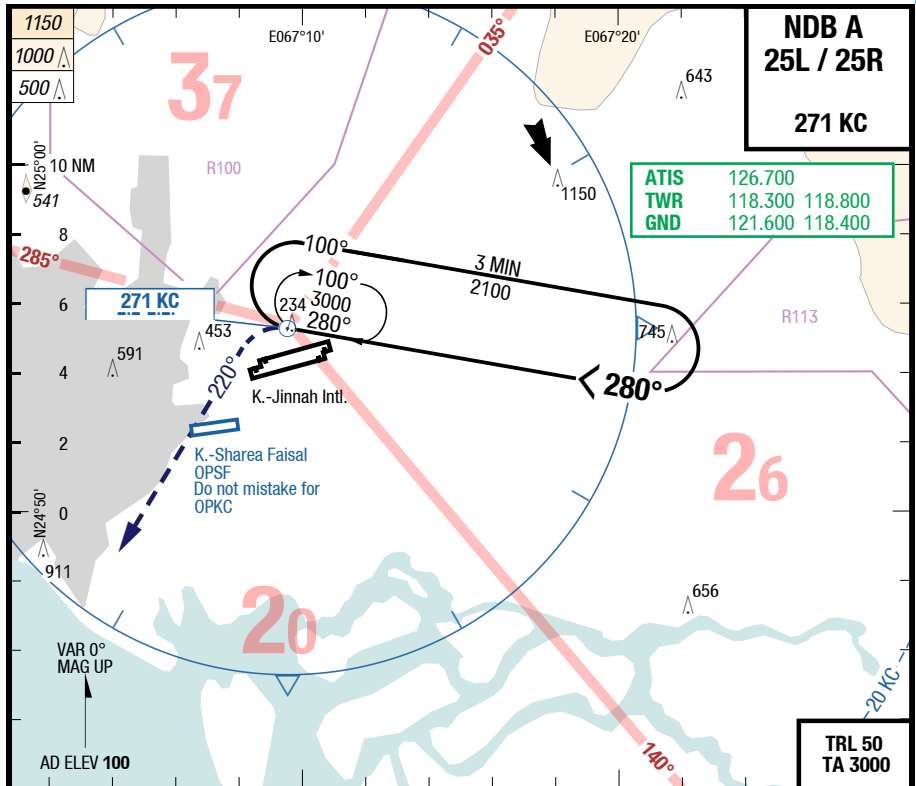 1150
1000
500
E067°10'
E067°20'
NDB A
25L / 25R
271 KC
37
035°
643
N25°00'
10 NM
541
R100
1150
ATIS 126.700
TWR 118.300 118.800
GND 121.600 118.400
8
285°
100°
3 MIN
2100
100°
3000
280°
234
6
271 KC
453
745
R113
591
4
220°
K.-Jinnah Intl.
280°
2
K.-Sharea Faisal
OPSF
Do not mistake for
OPKC
26
N24°50'
0
911
20
656
VAR 0°
MAG UP
20 KC
140°
AD ELEV 100
TRL 50
TA 3000